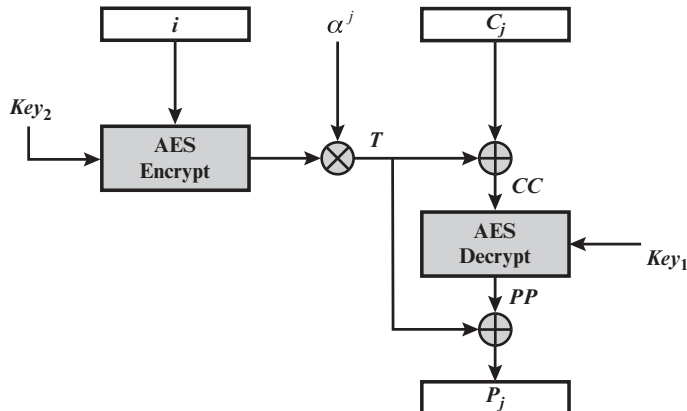 i
α^j
C_j
Key_2
AES
Encrypt
T
CC
AES
Decrypt
Key_1
PP
P_j